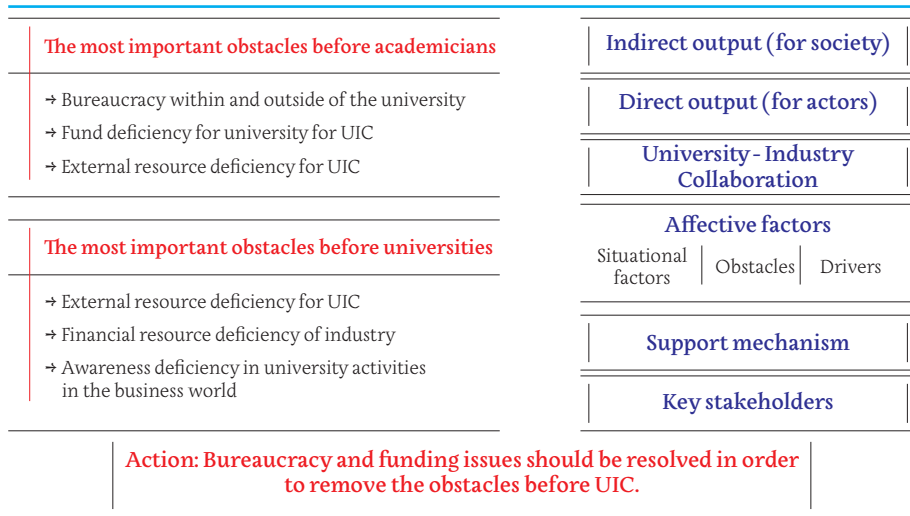 The most important obstacles before academicians
→ Bureaucracy within and outside of the university
→ Fund deficiency for university for UIC
→ External resource deficiency for UIC
The most important obstacles before universities
→ External resource deficiency for UIC
→ Financial resource deficiency of industry
→ Awareness deficiency in university activities
in the business world
Indirect output (for society)
Direct output (for actors)
University - Industry
Collaboration
Affective factors
Situational
factors
Obstacles
Drivers
Support mechanism
Key stakeholders
Action: Bureaucracy and funding issues should be resolved in order
to remove the obstacles before UIC.